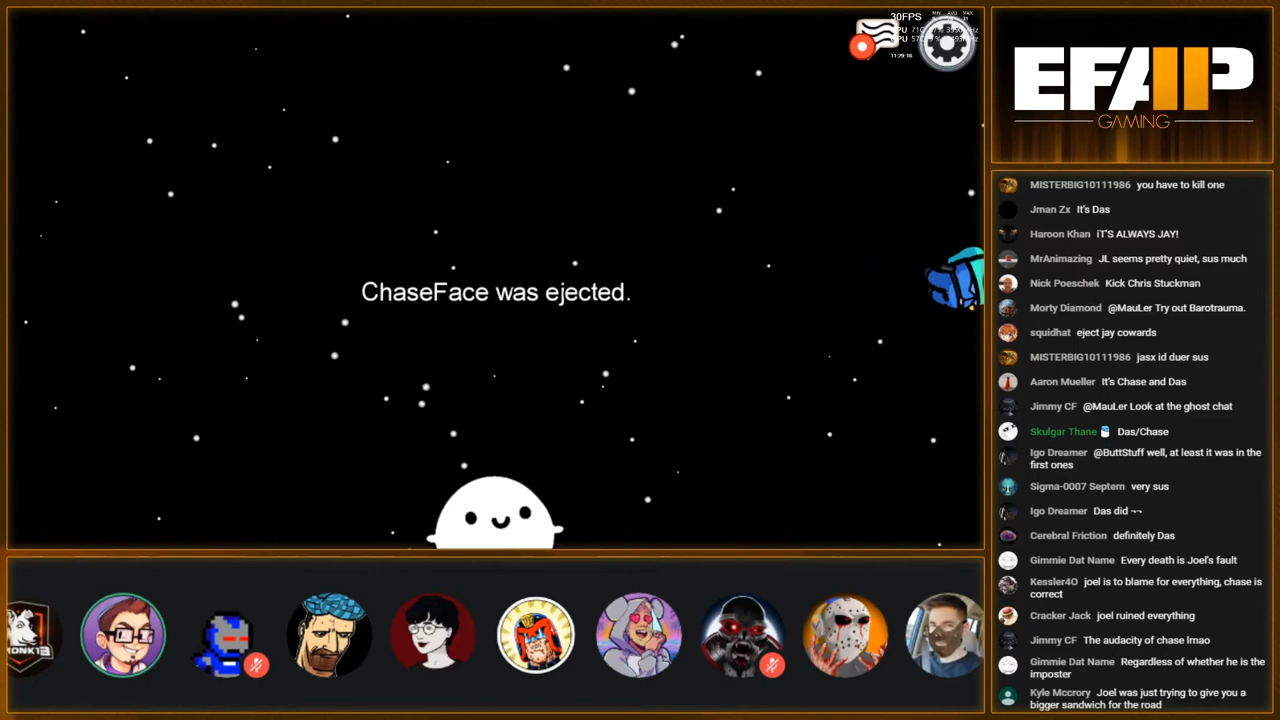 30FPS
MIN AVG MAX
11:29:16
ChaseFace was ejected.
EFAP
GAMING
MISTERBIG10111986 you have to kill one
Jman Zx It's Das
Haroon Khan iT'S ALWAYS JAY!
MrAnimazing JL seems pretty quiet, sus much
Nick Poeschek Kick Chris Stuckman
Morty Diamond @MauLer Try out Barotrauma.
squidhat eject jay cowards
MISTERBIG10111986 jasx id duer sus
Aaron Mueller It's Chase and Das
Jimmy CF @MauLer Look at the ghost chat
Skulgar Thane Das/Chase
Igo Dreamer @ButtStuff well, at least it was in the
first ones
Sigma-0007 Septem very sus
Igo Dreamer Das did ¬¬
Cerebral Friction definitely Das
Gimmie Dat Name Every death is Joel's fault
Kessler4O joel is to blame for everything, chase is
correct
Cracker Jack joel ruined everything
Jimmy CF The audacity of chase lmao
Gimmie Dat Name Regardless of whether he is the
imposter
Kyle Mccrory Joel was just trying to give you a
bigger sandwich for the road